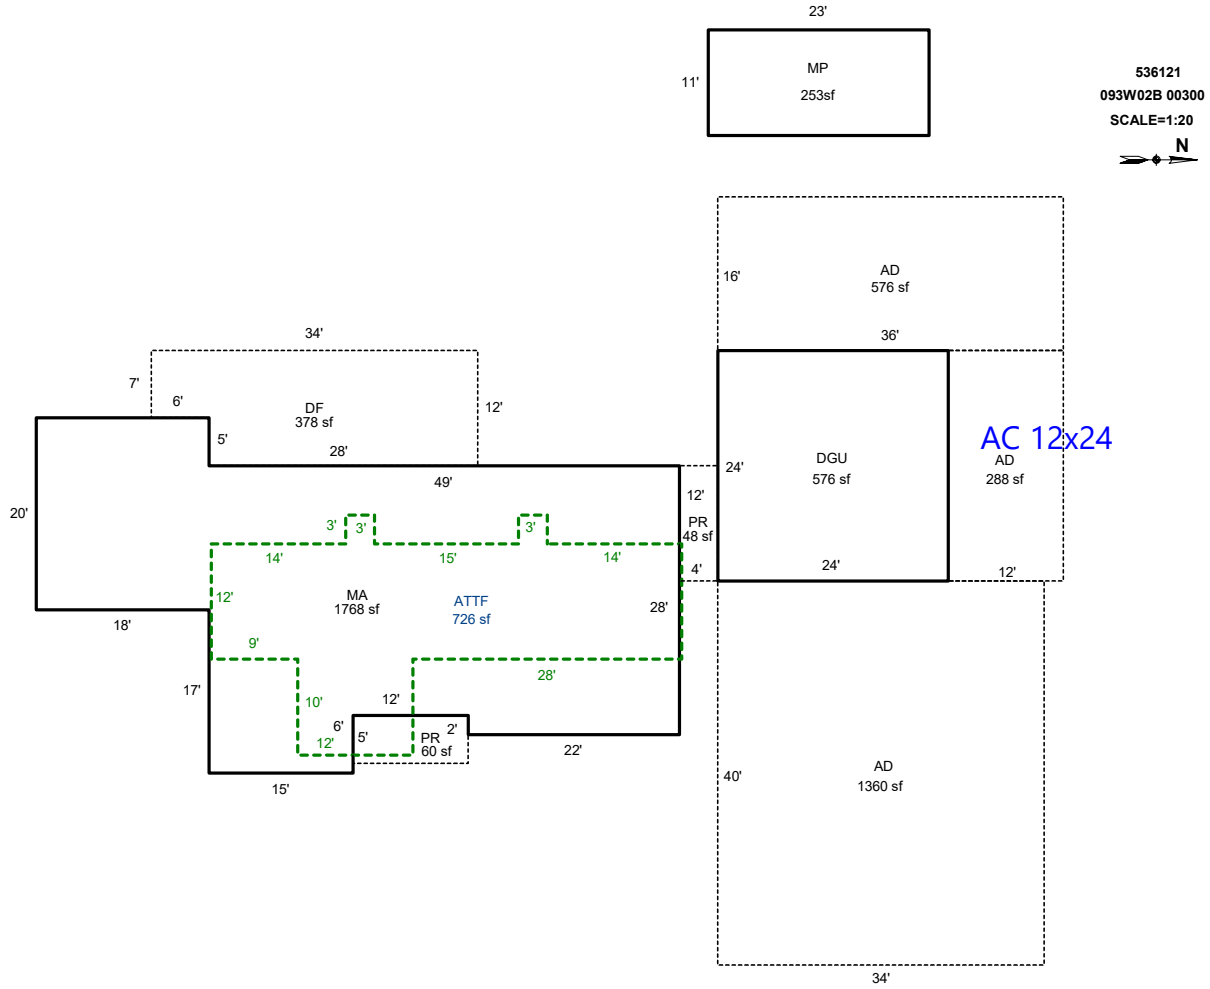 23'
MP
11'
253sf
536121
093W02B 00300
SCALE=1:20
N
16'
AD
576 sf
36'
34'
7'
6'
DF
378 sf
12'
5'
28'
49'
20'
24'
DGU
576 sf
AC 12x24
AD
288 sf
12'
PR
48 sf
4'
24'
12'
3'
3'
3'
14'
15'
14'
12'
MA
1768 sf
ATTF
726 sf
28'
18'
9'
28'
17'
10'
12'
6'
5'
2'
12'
PR
60 sf
22'
15'
40'
AD
1360 sf
34'